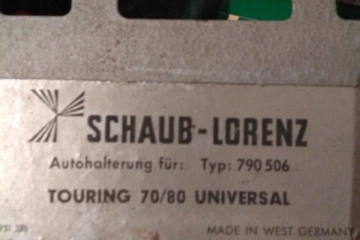 SCHAUB-LORENZ
Autohalterung für: Typ: 790 506
TOURING 70/80 UNIVERSAL
MADE IN WEST GERMANY